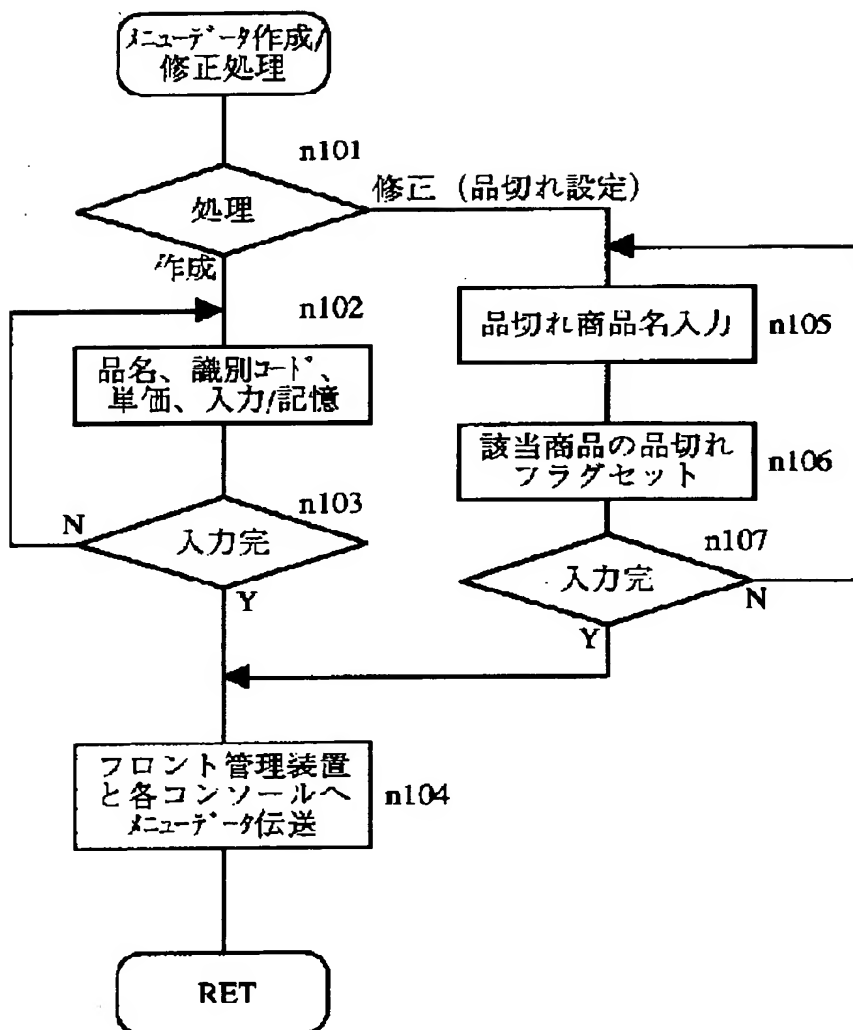 ﾒﾆｭｰﾃﾞｰﾀ作成/
修正処理
n101
処理
修正（品切れ設定）
作成
n102
品名、識別ｺｰﾄﾞ、
単価、入力/記憶
n103
N
入力完
Y
品切れ商品名入力
n105
該当商品の品切れ
フラグセット
n106
n107
入力完
N
Y
フロント管理装置
と各コンソールへ
ﾒﾆｭｰﾃﾞｰﾀ伝送
n104
RET